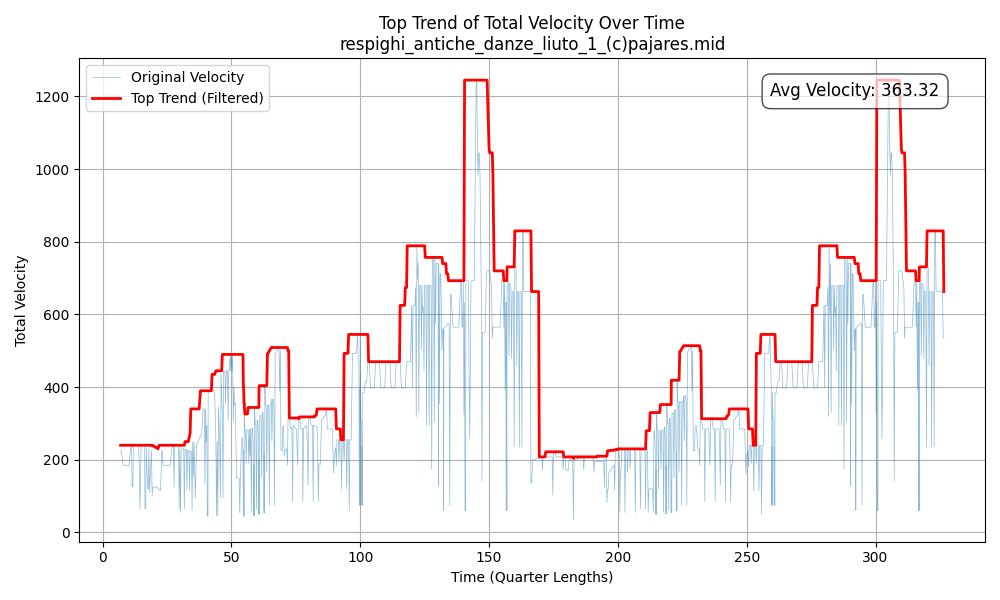 Top Trend of Total Velocity Over Time
respighi_antiche_danze_liuto_1_(c)pajares.mid
Original Velocity
Top Trend (Filtered)
Avg Velocity: 363.32
Total Velocity
1200
1000
800
600
400
200
0
0 50 100 150 200 250 300
Time (Quarter Lengths)